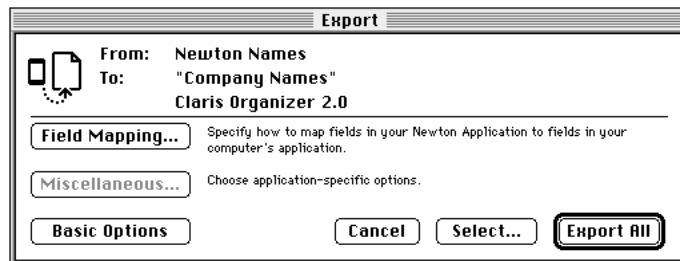 Export
From: Newton Names
To: "Company Names"
Claris Organizer 2.0
Field Mapping... Specify how to map fields in your Newton Application to fields in your
computer's application.
Miscellaneous... Choose application-specific options.
Basic Options Cancel Select... Export All